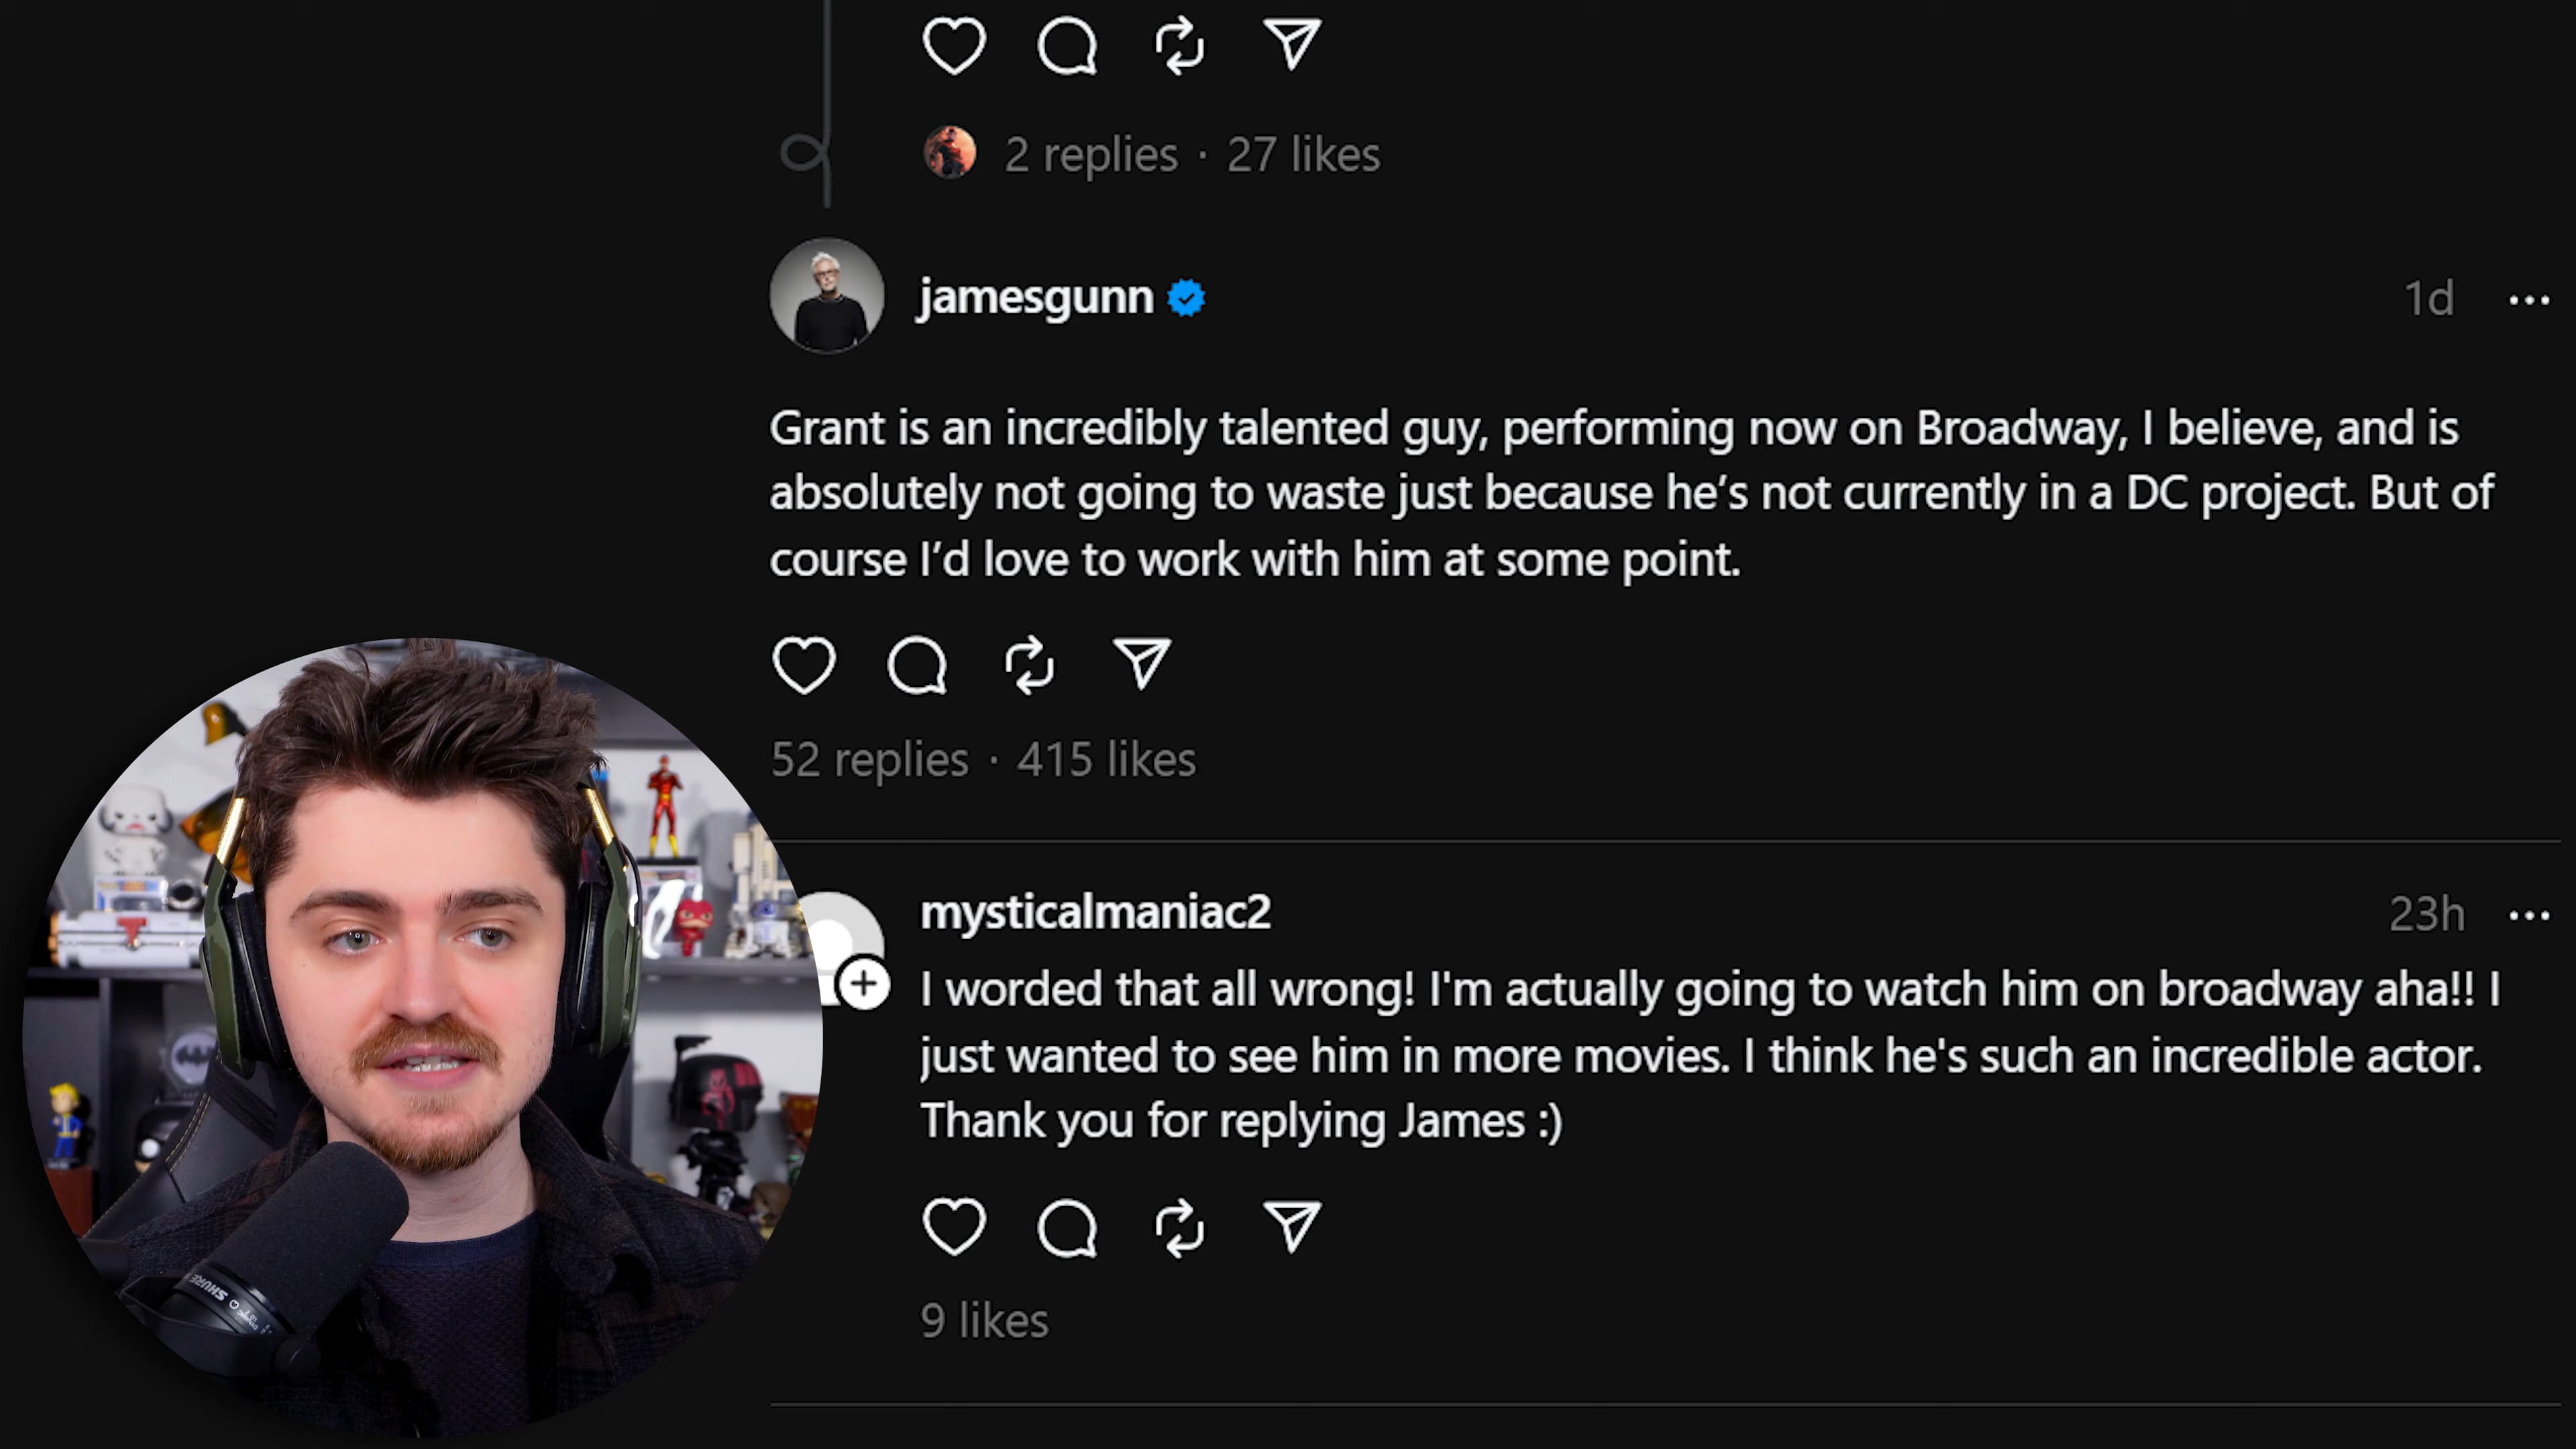 2 replies · 27 likes
jamesgunn
1d
Grant is an incredibly talented guy, performing now on Broadway, I believe, and is
absolutely not going to waste just because he’s not currently in a DC project. But of
course I’d love to work with him at some point.
52 replies · 415 likes
mysticalmaniac2
23h
I worded that all wrong! I'm actually going to watch him on broadway aha!! I
just wanted to see him in more movies. I think he's such an incredible actor.
Thank you for replying James :)
9 likes
SHURE